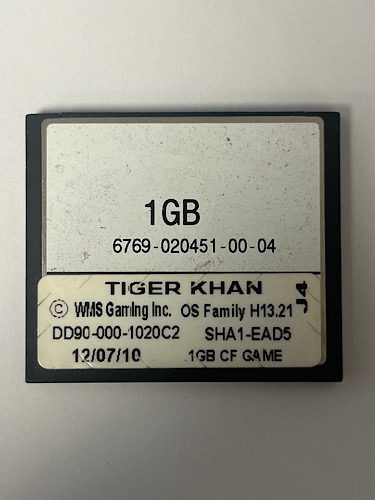 1GB
6769-020451-00-04
TIGER KHAN
© WMS Gaming Inc. OS Family H13.21
J4
DD90-000-1020C2 SHA1-EAD5
12/07/10 1GB CF GAME